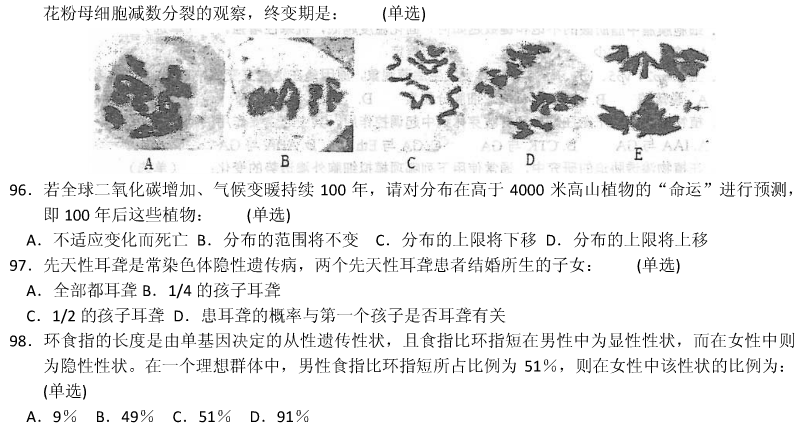 花粉母细胞减数分裂的观察，终变期是： (单选)
A B C D E
96．若全球二氧化碳增加、气候变暖持续 100 年，请对分布在高于 4000 米高山植物的“命运”进行预测，
即 100 年后这些植物： (单选)
A．不适应变化而死亡 B．分布的范围将不变 C．分布的上限将下移 D．分布的上限将上移
97．先天性耳聋是常染色体隐性遗传病，两个先天性耳聋患者结婚所生的子女： (单选)
A．全部都耳聋 B．1/4 的孩子耳聋
C．1/2 的孩子耳聋 D．患耳聋的概率与第一个孩子是否耳聋有关
98．环食指的长度是由单基因决定的从性遗传性状，且食指比环指短在男性中为显性性状，而在女性中则
为隐性性状。在一个理想群体中，男性食指比环指短所占比例为 51％，则在女性中该性状的比例为：
(单选)
A．9％ B．49％ C．51％ D．91％